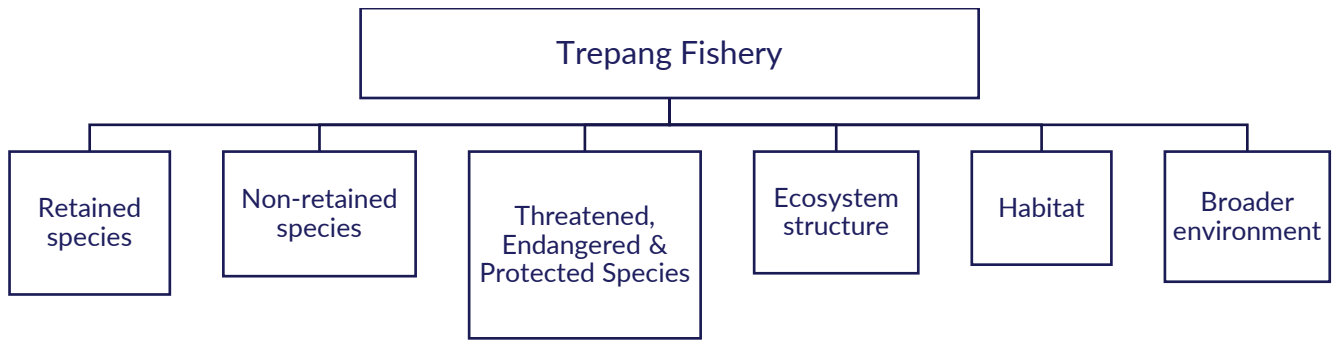 Trepang Fishery
Retained
species
Non-retained
species
Threatened,
Endangered &
Protected Species
Ecosystem
structure
Habitat
Broader
environment